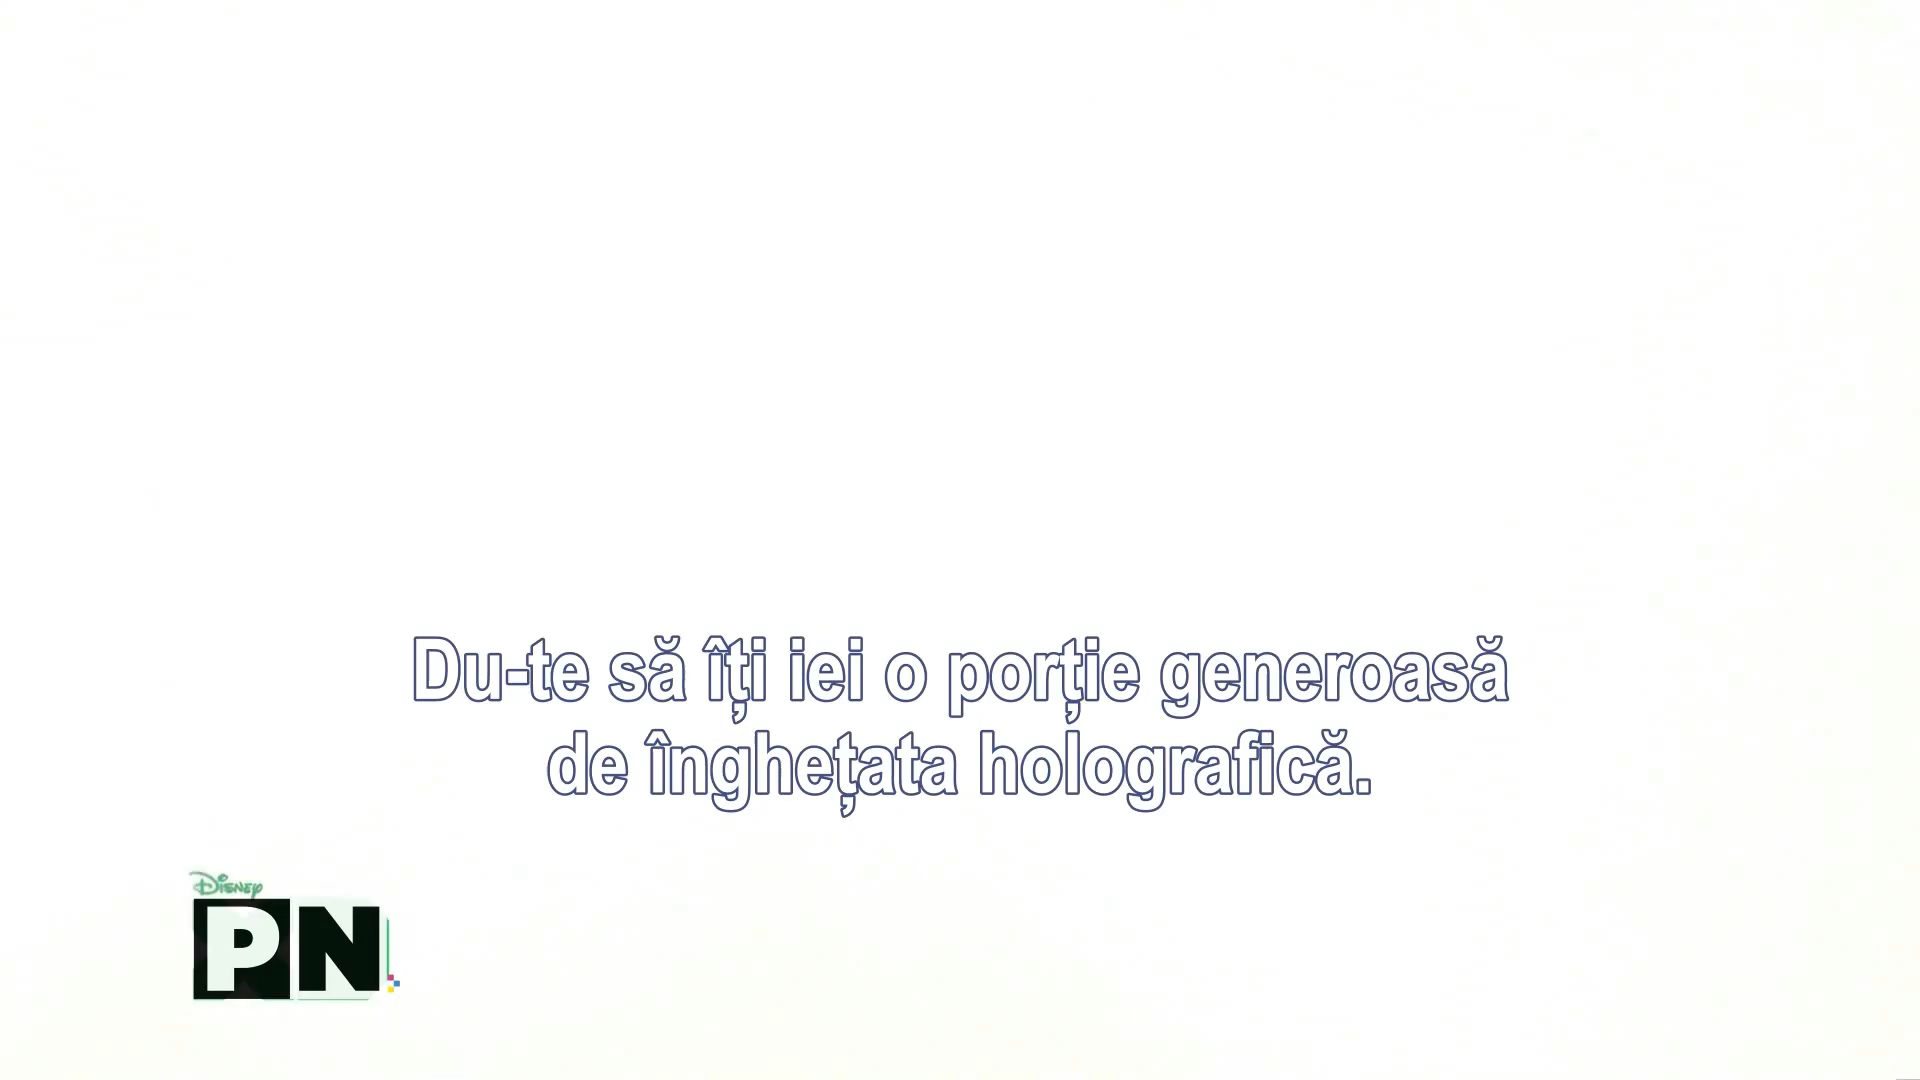 Du-te să îți iei o porție generoasă
de înghețata holografică.
Disney
PN